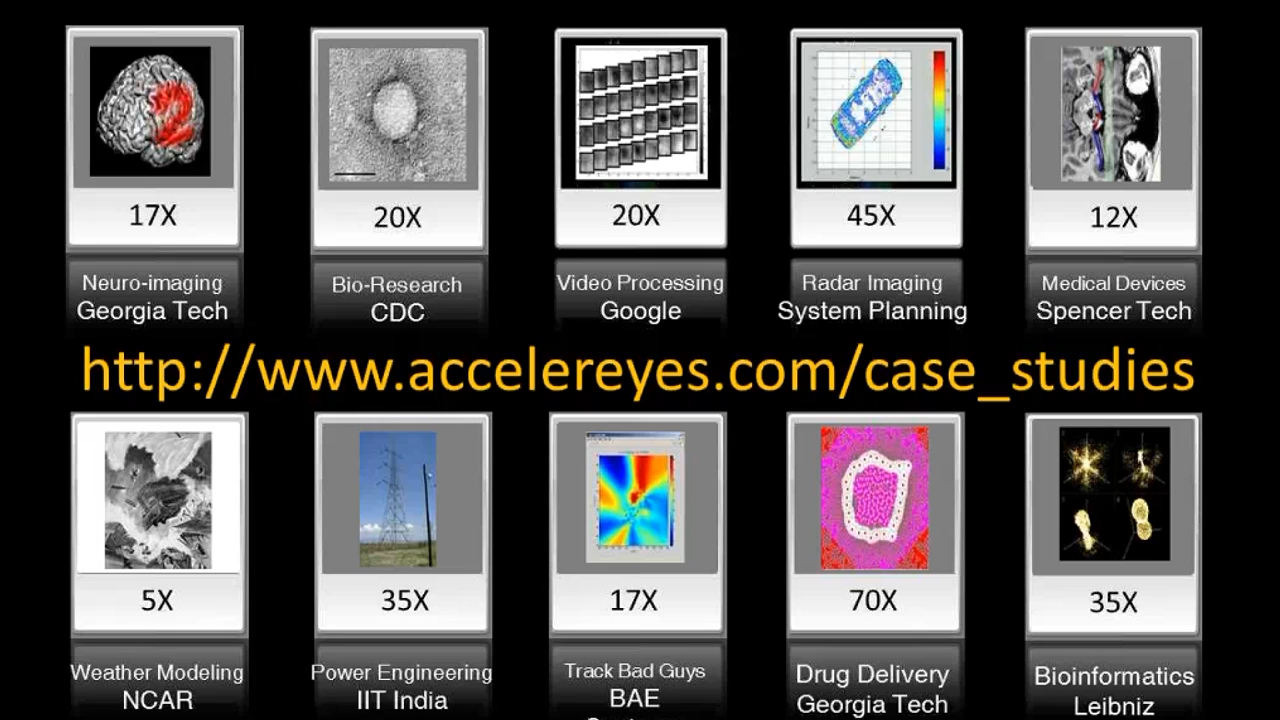 17X
20X
20X
45X
12X
Neuro-imaging
Georgia Tech
Bio-Research
CDC
Video Processing
Google
Radar Imaging
System Planning
Medical Devices
Spencer Tech
http://www.accelereyes.com/case_studies
5X
35X
17X
70X
35X
Weather Modeling
NCAR
Power Engineering
IIT India
Track Bad Guys
BAE
Drug Delivery
Georgia Tech
Bioinformatics
Leibniz